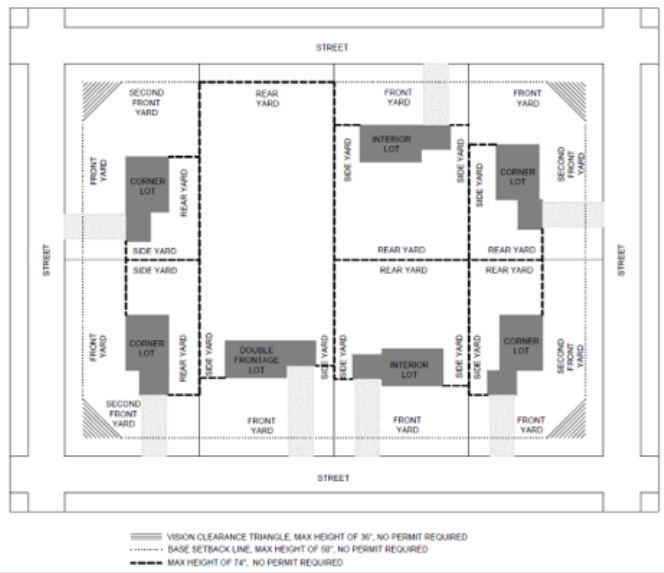 STREET
SECOND
FRONT
YARD
REAR
YARD
FRONT
YARD
FRONT
YARD
INTERIOR
LOT
SIDE YARD
SIDE YARD
FRONT
YARD
CORNER
LOT
REAR YARD
SIDE YARD
CORNER
LOT
SECOND
FRONT
YARD
SIDE YARD
REAR YARD
REAR YARD
STREET
STREET
SIDE YARD
REAR YARD
REAR YARD
FRONT
YARD
CORNER
LOT
REAR YARD
SIDE YARD
DOUBLE
FRONTAGE
LOT
SIDE YARD
SIDE YARD
INTERIOR
LOT
SIDE YARD
SIDE YARD
CORNER
LOT
SECOND
FRONT
YARD
SECOND
FRONT
YARD
FRONT
YARD
FRONT
YARD
FRONT
YARD
STREET
VISION CLEARANCE TRIANGLE, MAX HEIGHT OF 36", NO PERMIT REQUIRED
BASE SETBACK LINE, MAX HEIGHT OF 50", NO PERMIT REQUIRED
MAX HEIGHT OF 74", NO PERMIT REQUIRED